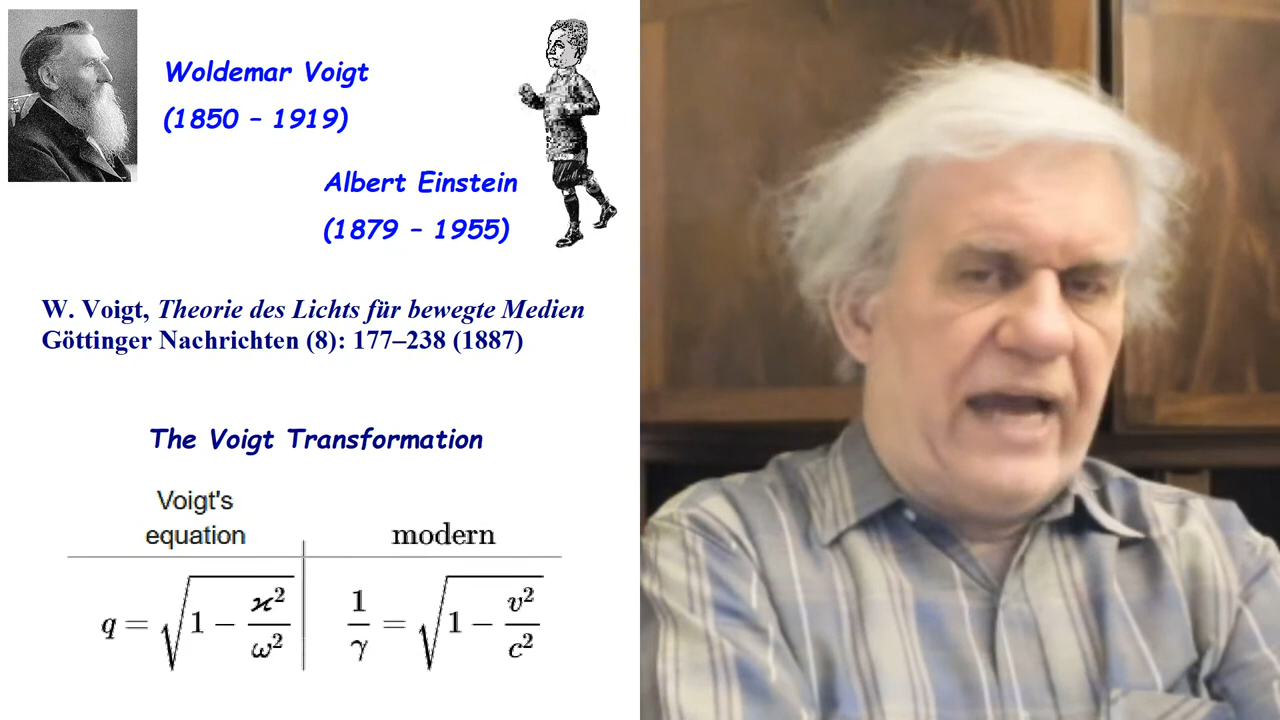 Woldemar Voigt
(1850 – 1919)
Albert Einstein
(1879 – 1955)
W. Voigt, Theorie des Lichts für bewegte Medien
Göttinger Nachrichten (8): 177–238 (1887)
The Voigt Transformation
Voigt's
equation
modern
q = √(1 − ϰ²/ω²)
1/γ = √(1 − v²/c²)